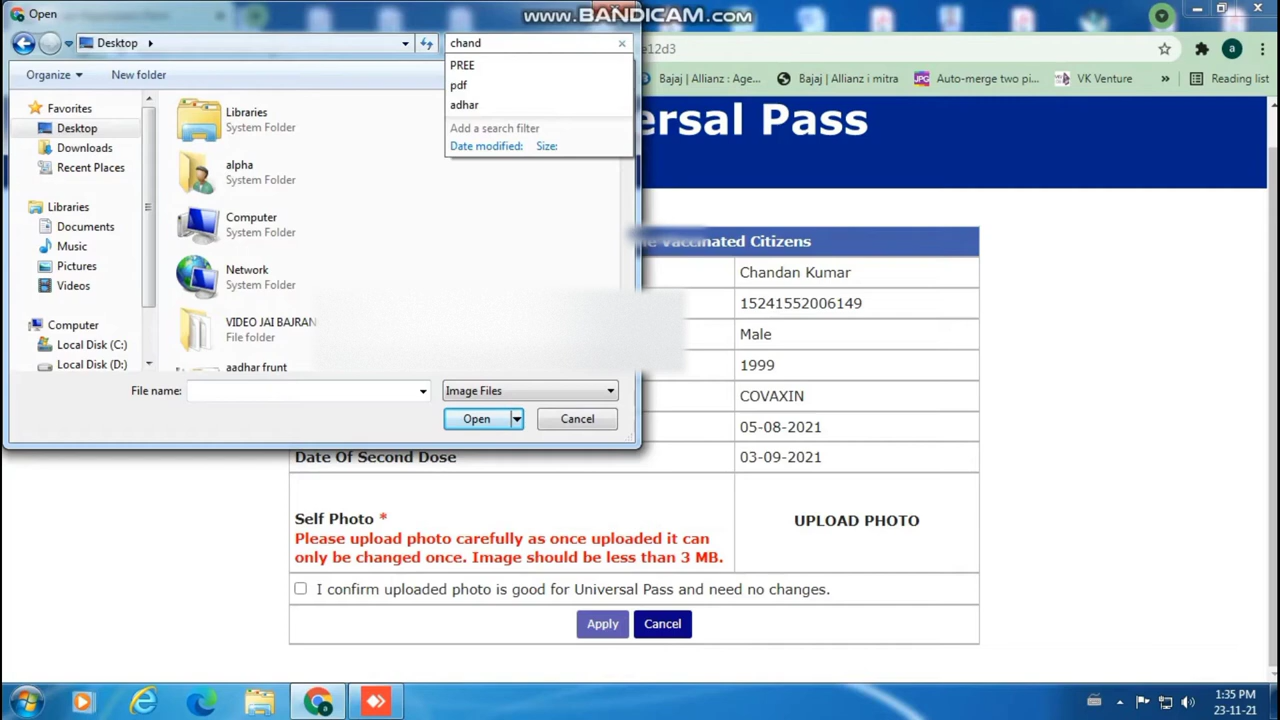 Open
www.BANDICAM.com
Desktop
chand
e12d3
Organize
New folder
PREE
pdf
adhar
Add a search filter
Date modified: Size:
Bajaj | Allianz : Age...
Bajaj | Allianz i mitra
Auto-merge two pi...
VK Venture
»
Reading list
Favorites
Desktop
Downloads
Recent Places
Libraries
Documents
Music
Pictures
Videos
Computer
Local Disk (C:)
Local Disk (D:)
Libraries
System Folder
alpha
System Folder
Computer
System Folder
Network
System Folder
VIDEO JAI BAJRAN
File folder
aadhar frunt
File name:
Image Files
Open
Cancel
ersal Pass
Vaccinated Citizens
Chandan Kumar
15241552006149
Male
1999
COVAXIN
05-08-2021
Date Of Second Dose
03-09-2021
Self Photo *
Please upload photo carefully as once uploaded it can
only be changed once. Image should be less than 3 MB.
UPLOAD PHOTO
I confirm uploaded photo is good for Universal Pass and need no changes.
Apply
Cancel
1:35 PM
23-11-21